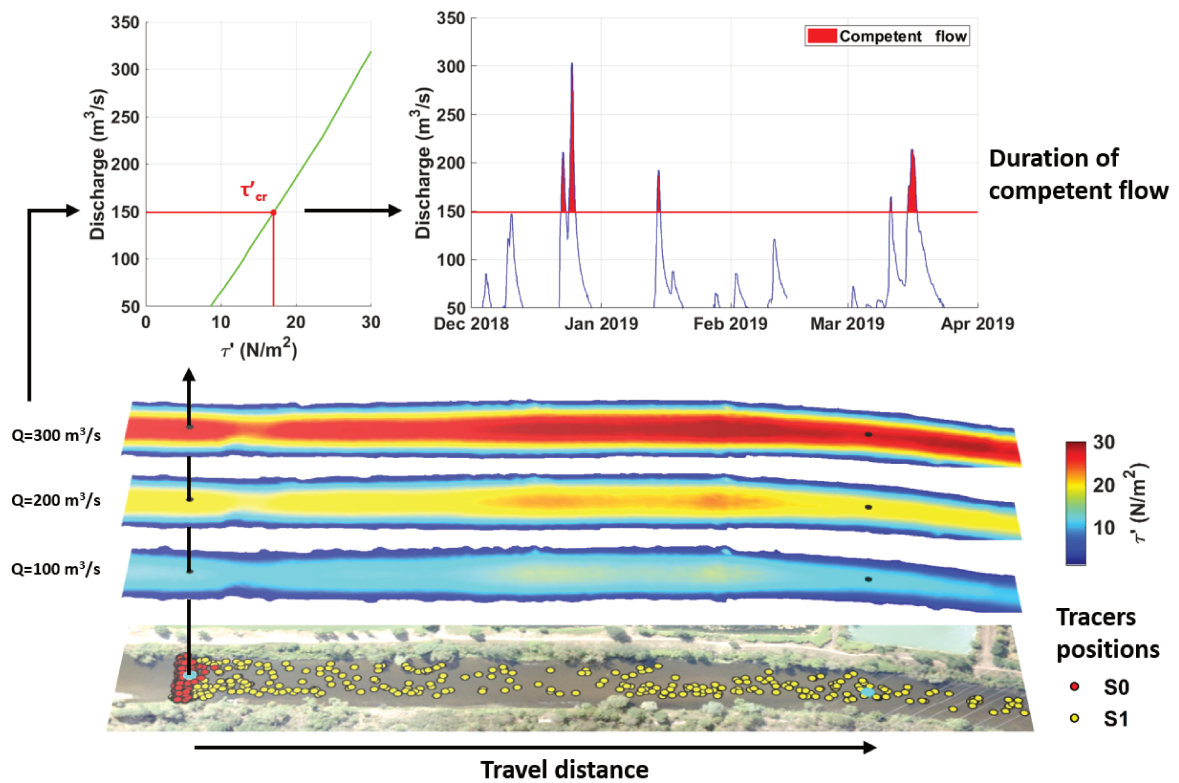 350
300
250
200
150
100
50
Discharge (m³/s)
τ'cr
0
10
20
30
τ' (N/m²)
350
300
250
200
150
100
50
Discharge (m³/s)
Competent flow
Dec 2018
Jan 2019
Feb 2019
Mar 2019
Apr 2019
Duration of
competent flow
Q=300 m³/s
Q=200 m³/s
Q=100 m³/s
30
20
10
τ' (N/m²)
Tracers
positions
S0
S1
Travel distance